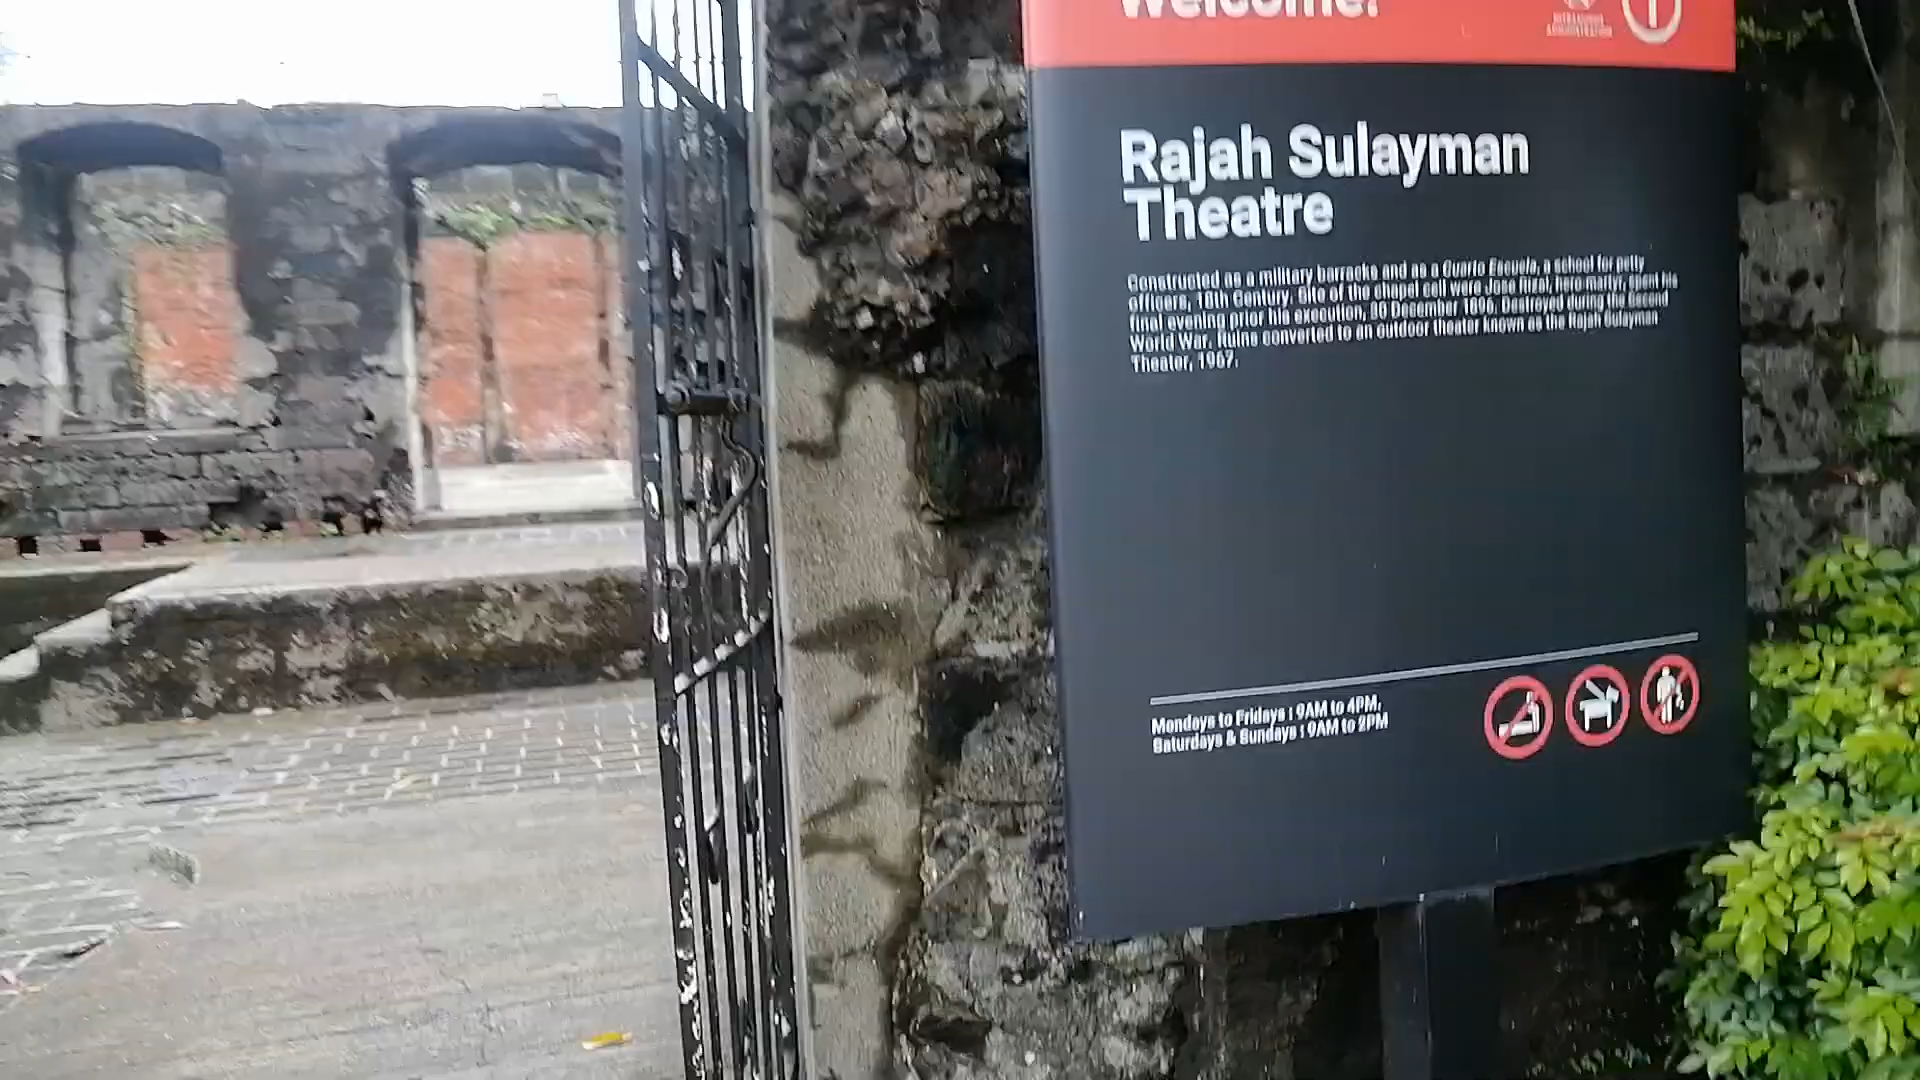 Welcome!
INTRAMUROS
ADMINISTRATION
Rajah Sulayman
Theatre
Constructed as a military barracks and as a Cuarto Escuela, a school for petty
officers, 18th Century. Site of the chapel cell were Jose Rizal, hero-martyr, spent his
final evening prior his execution, 30 December 1896. Destroyed during the Second
World War. Ruins converted to an outdoor theater known as the Rajah Sulayman
Theater, 1967.
Mondays to Fridays : 9AM to 4PM,
Saturdays & Sundays : 9AM to 2PM